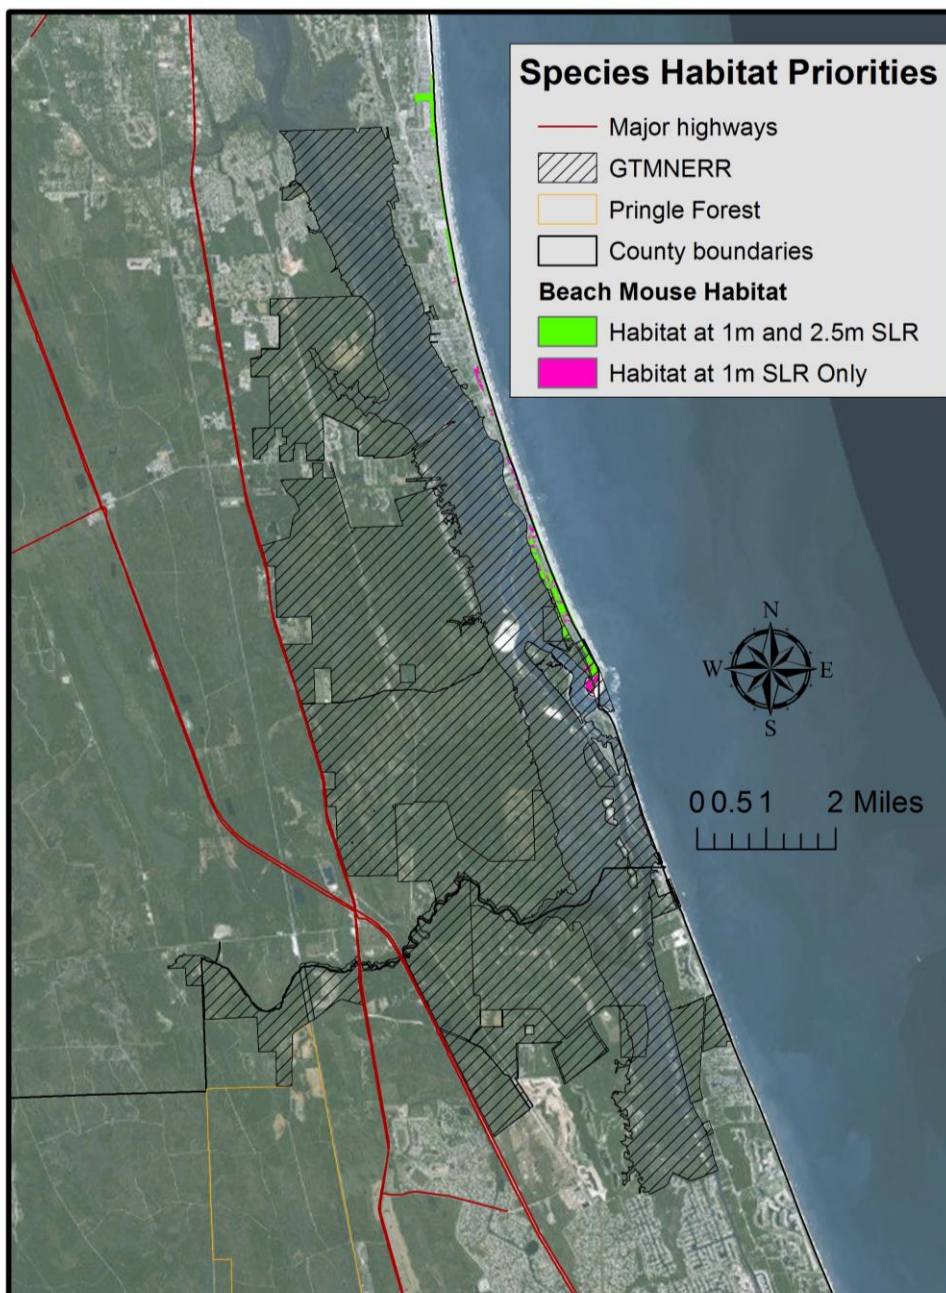 Species Habitat Priorities
Major highways
GTMNERR
Pringle Forest
County boundaries
Beach Mouse Habitat
Habitat at 1m and 2.5m SLR
Habitat at 1m SLR Only
N
W E
S
0 0.5 1 2 Miles